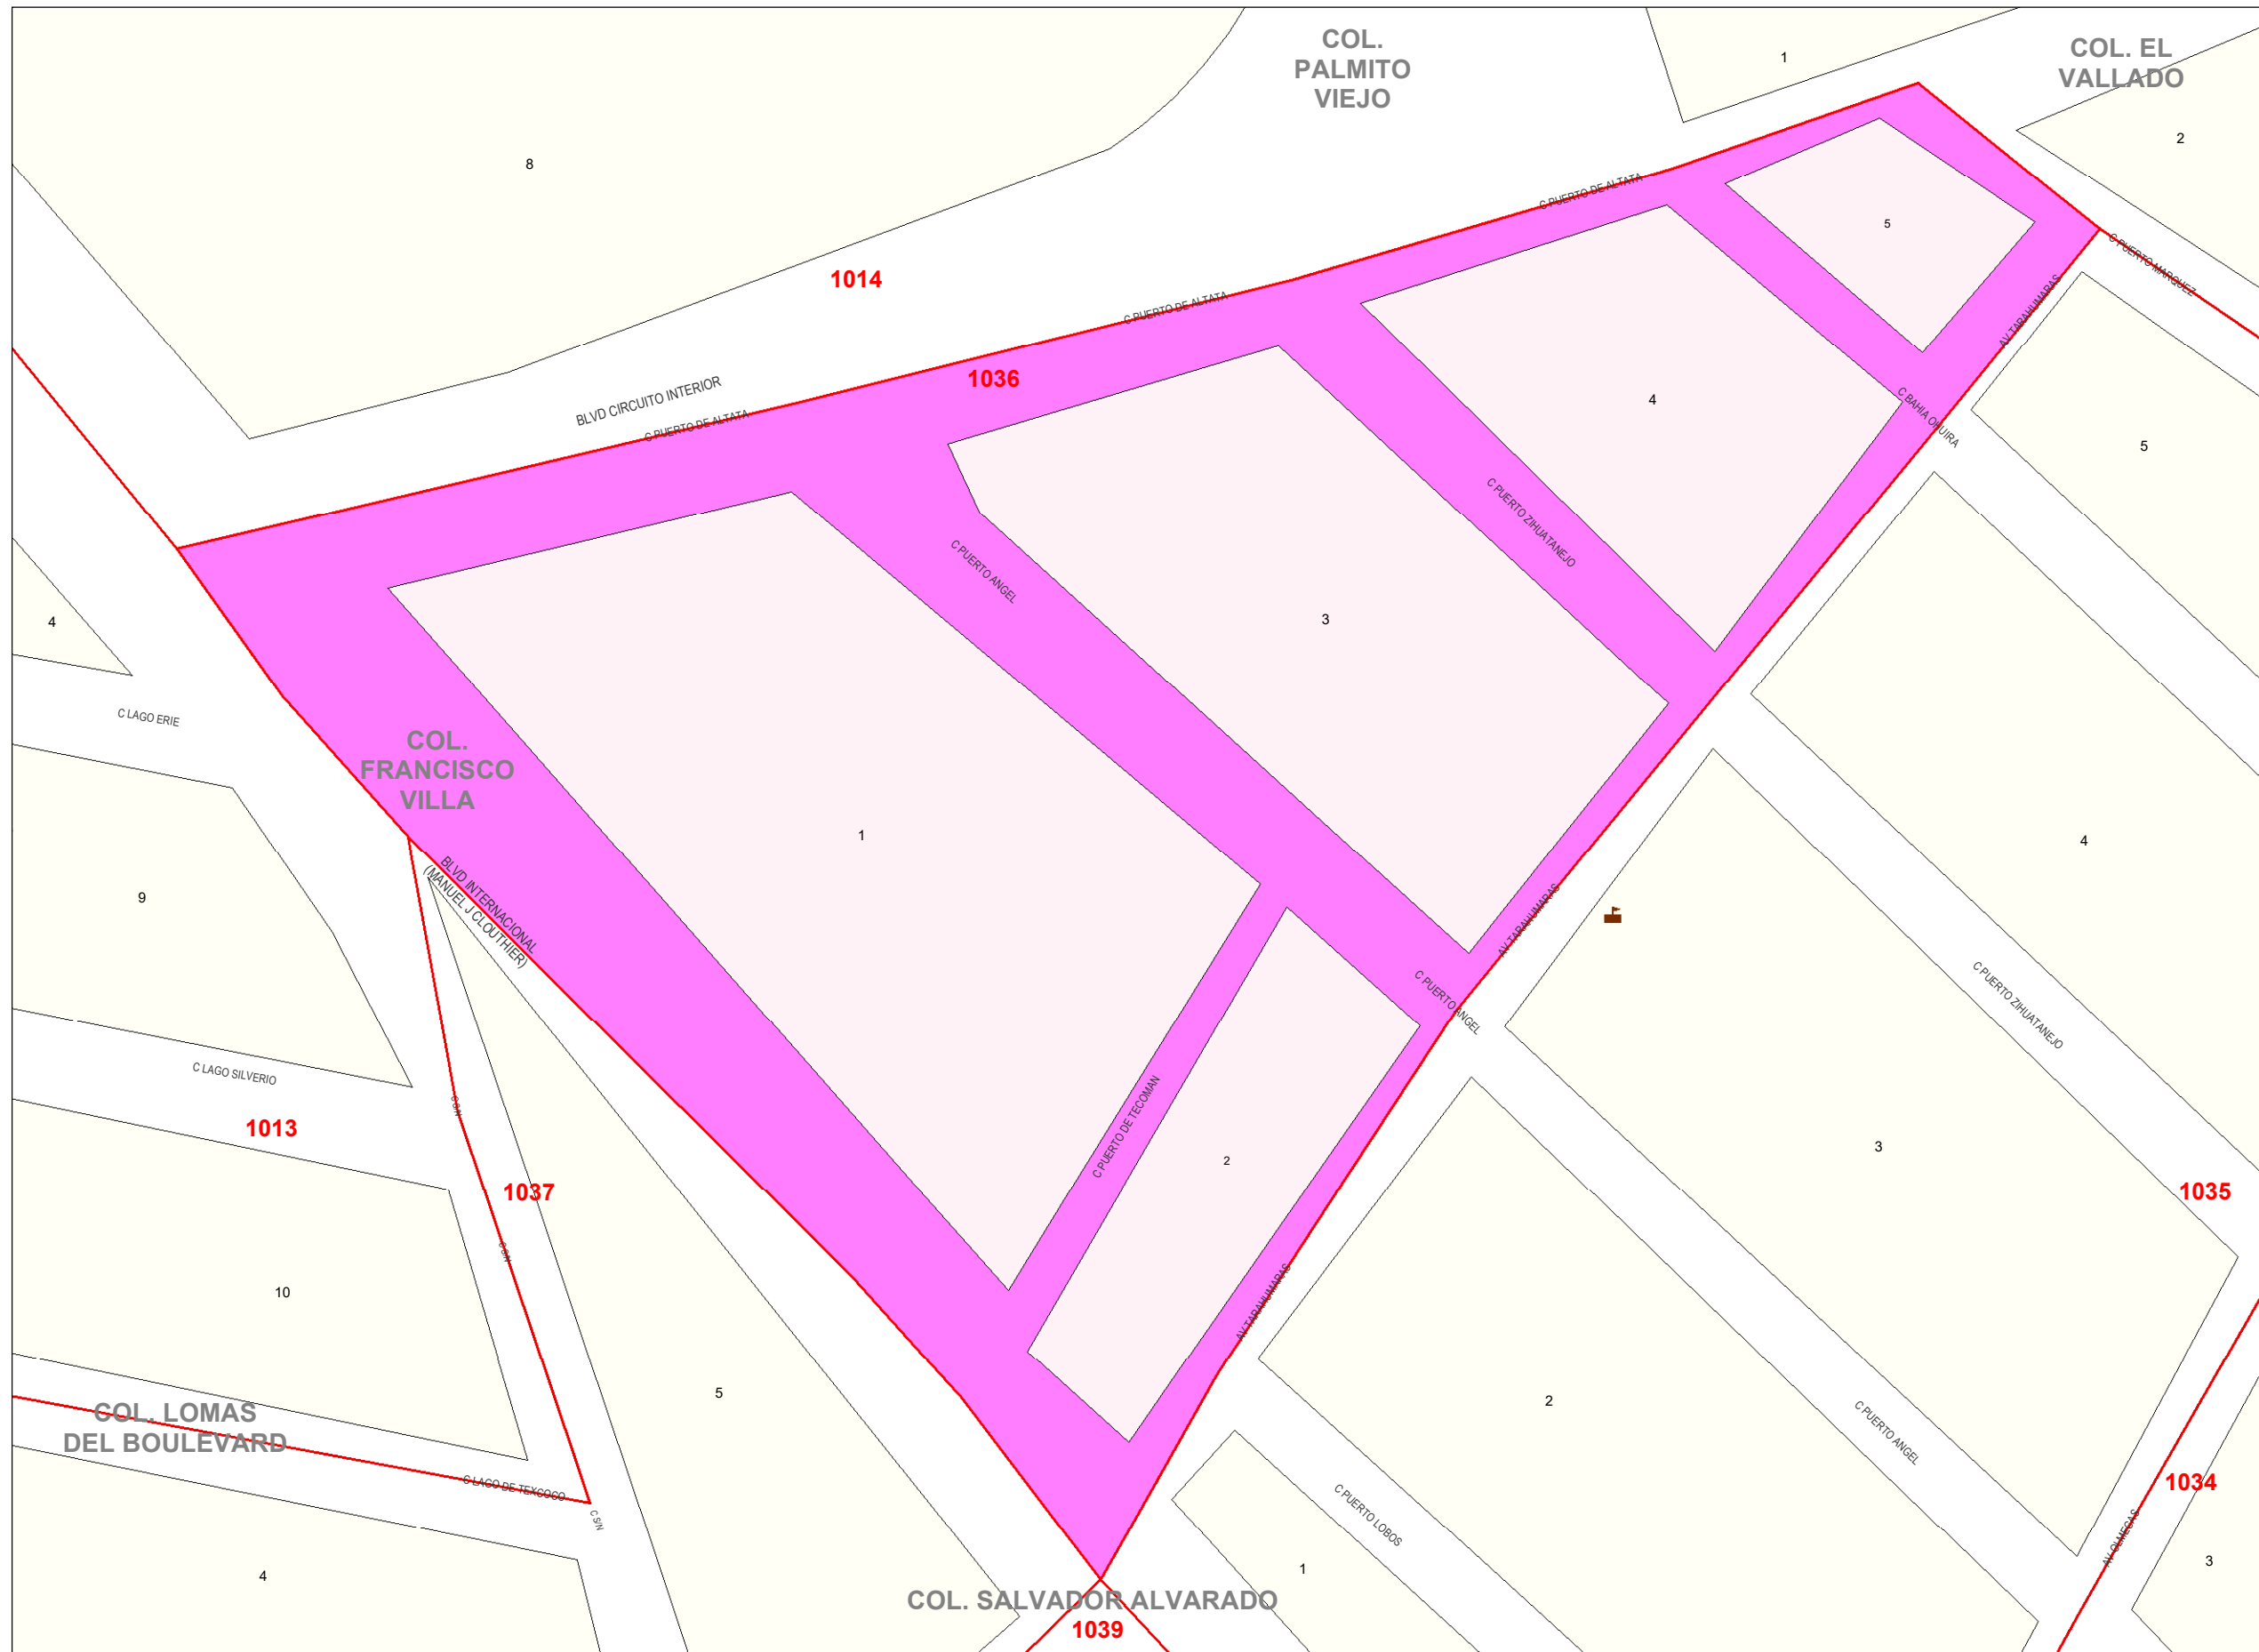 COL.
PALMITO
VIEJO
COL. EL
VALLADO
1
2
8
5
C PUERTO DE ALTATA
C PUERTO MARQUEZ
1014
AV TARAHUMARAS
C PUERTO DE ALTATA
1036
BLVD CIRCUITO INTERIOR
C PUERTO DE ALTATA
4
C BAHIA OHUIRA
5
C PUERTO ZIHUATANEJO
C PUERTO ANGEL
4
3
C LAGO ERIE
COL.
FRANCISCO
VILLA
1
4
9
BLVD INTERNACIONAL
(MANUEL J CLOUTHIER)
AV TARAHUMARAS
C PUERTO ANGEL
C PUERTO ZIHUATANEJO
C LAGO SILVERIO
C S/N
1013
C PUERTO DE TECOMAN
2
3
1037
1035
C S/N
10
AV TARAHUMARAS
5
2
COL. LOMAS
DEL BOULEVARD
C PUERTO ANGEL
C LAGO DE TEXCOCO
1034
C S/N
C PUERTO LOBOS
AV OLMECAS
4
1
3
COL. SALVADOR ALVARADO
1039